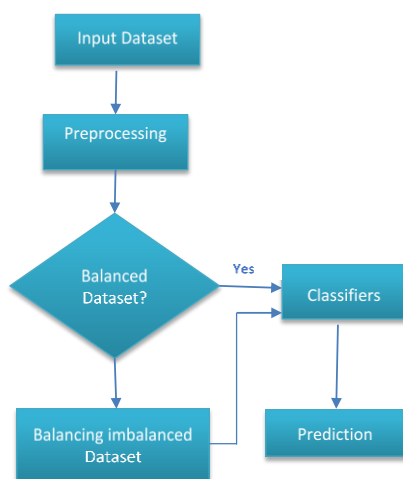 Input Dataset
Preprocessing
Balanced
Dataset?
Yes
Classifiers
Balancing imbalanced
Dataset
Prediction